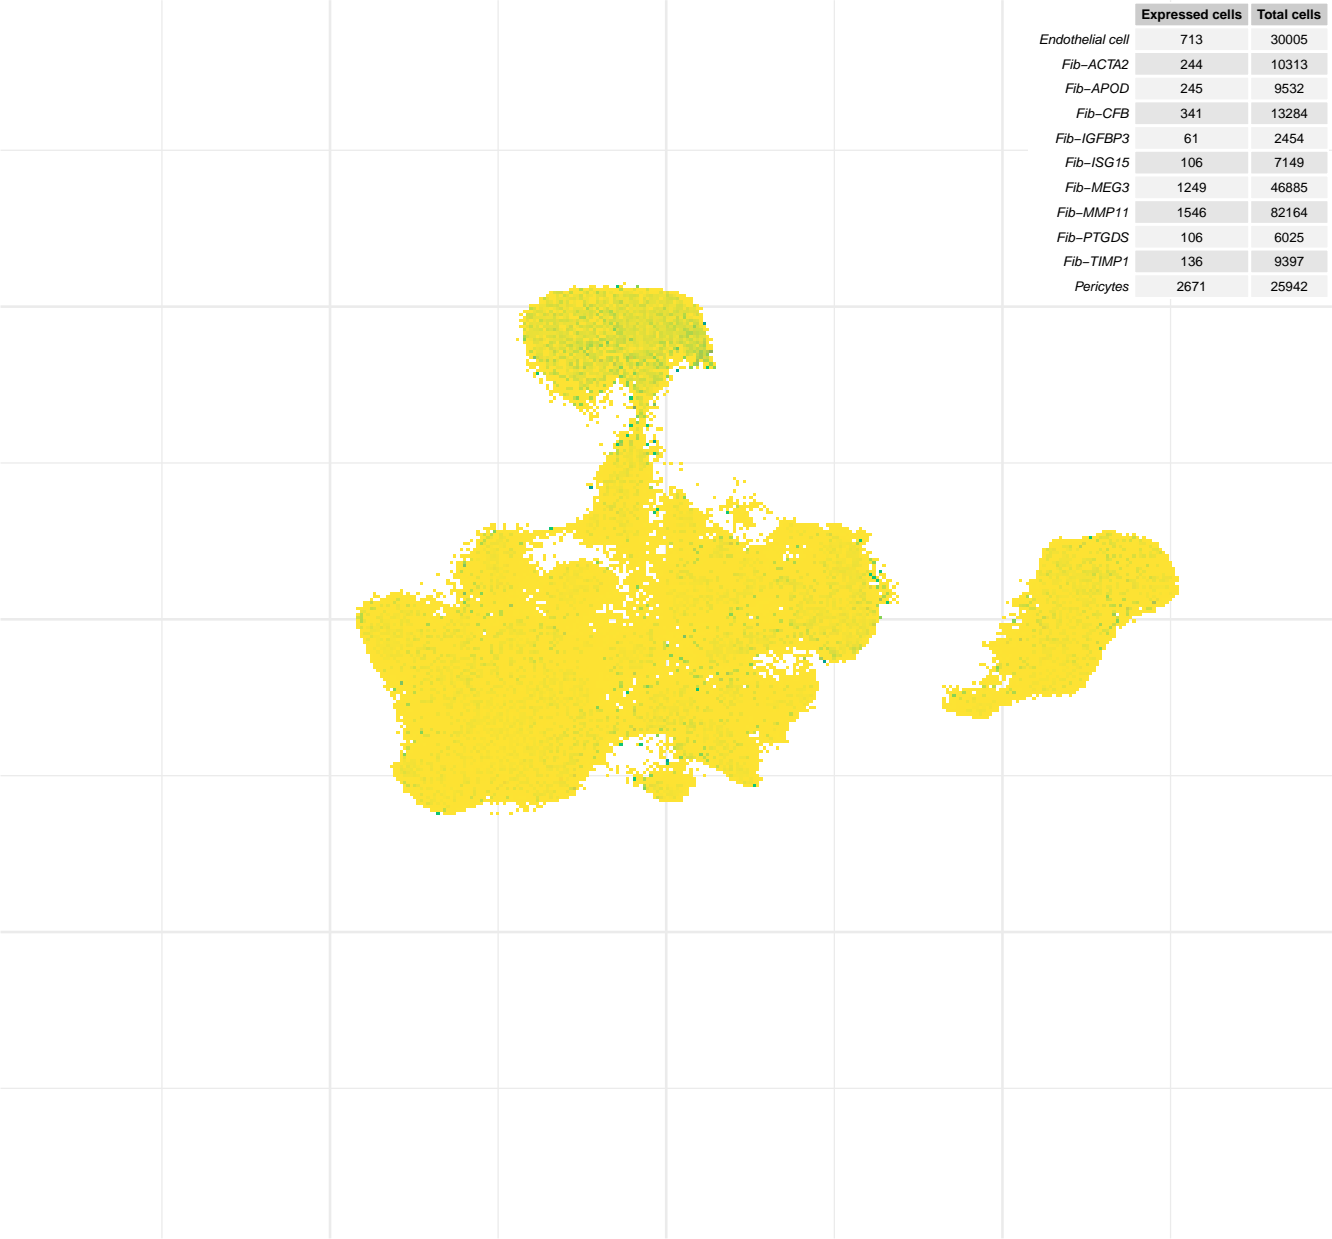 Expressed cells Total cells
Endothelial cell 713 30005
Fib−ACTA2 244 10313
Fib−APOD 245 9532
Fib−CFB 341 13284
Fib−IGFBP3 61 2454
Fib−ISG15 106 7149
Fib−MEG3 1249 46885
Fib−MMP11 1546 82164
Fib−PTGDS 106 6025
Fib−TIMP1 136 9397
Pericytes 2671 25942